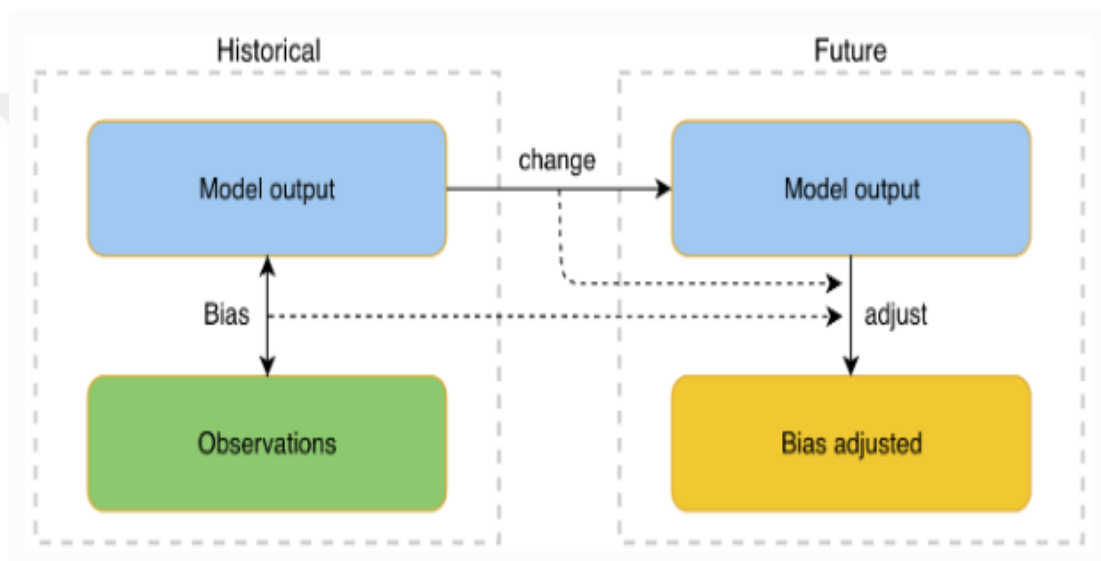 Historical
Future
Model output
change
Model output
Bias
adjust
Observations
Bias adjusted